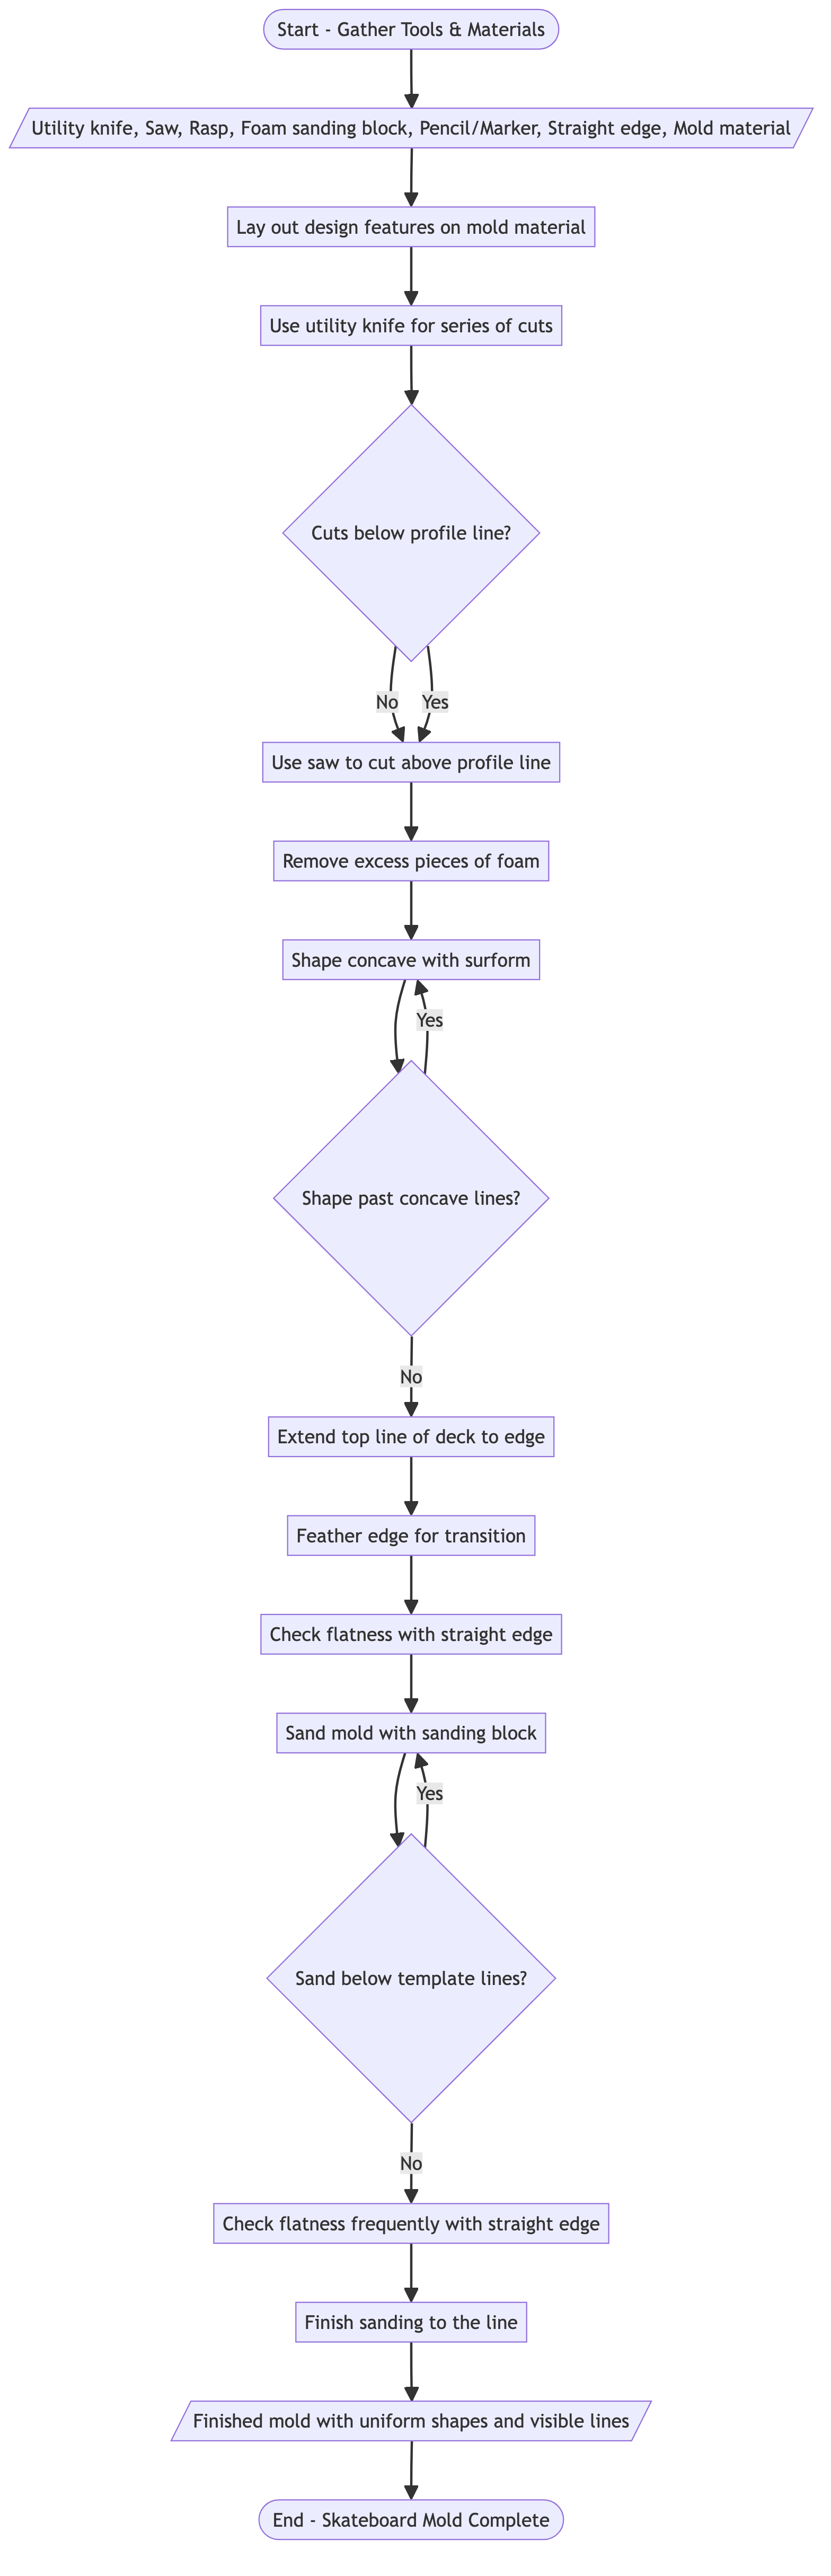 Start - Gather Tools & Materials
Utility knife, Saw, Rasp, Foam sanding block, Pencil/Marker, Straight edge, Mold material
Lay out design features on mold material
Use utility knife for series of cuts
Cuts below profile line?
No
Yes
Use saw to cut above profile line
Remove excess pieces of foam
Shape concave with surform
Yes
Shape past concave lines?
No
Extend top line of deck to edge
Feather edge for transition
Check flatness with straight edge
Sand mold with sanding block
Yes
Sand below template lines?
No
Check flatness frequently with straight edge
Finish sanding to the line
Finished mold with uniform shapes and visible lines
End - Skateboard Mold Complete